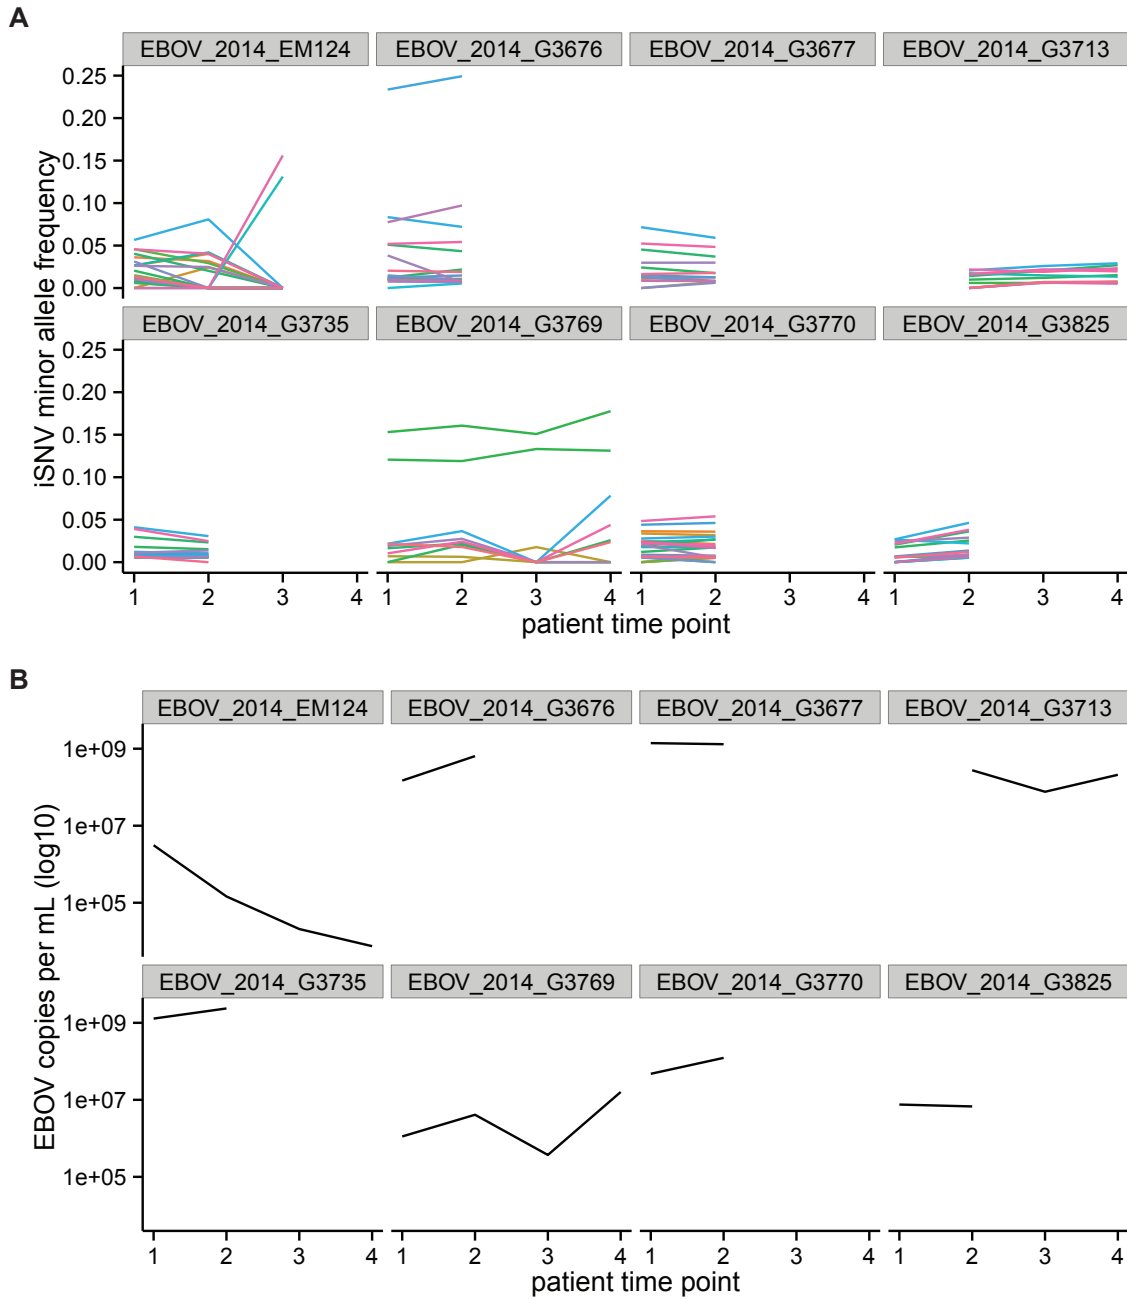 A
EBOV_2014_EM124 EBOV_2014_G3676 EBOV_2014_G3677 EBOV_2014_G3713
0.25
0.20
0.15
0.10
0.05
0.00
iSNV minor allele frequency
EBOV_2014_G3735 EBOV_2014_G3769 EBOV_2014_G3770 EBOV_2014_G3825
0.25
0.20
0.15
0.10
0.05
0.00
1 2 3 4 1 2 3 4 1 2 3 4 1 2 3 4
patient time point
B
EBOV_2014_EM124 EBOV_2014_G3676 EBOV_2014_G3677 EBOV_2014_G3713
1e+09
1e+07
1e+05
EBOV copies per mL (log10)
EBOV_2014_G3735 EBOV_2014_G3769 EBOV_2014_G3770 EBOV_2014_G3825
1e+09
1e+07
1e+05
1 2 3 4 1 2 3 4 1 2 3 4 1 2 3 4
patient time point